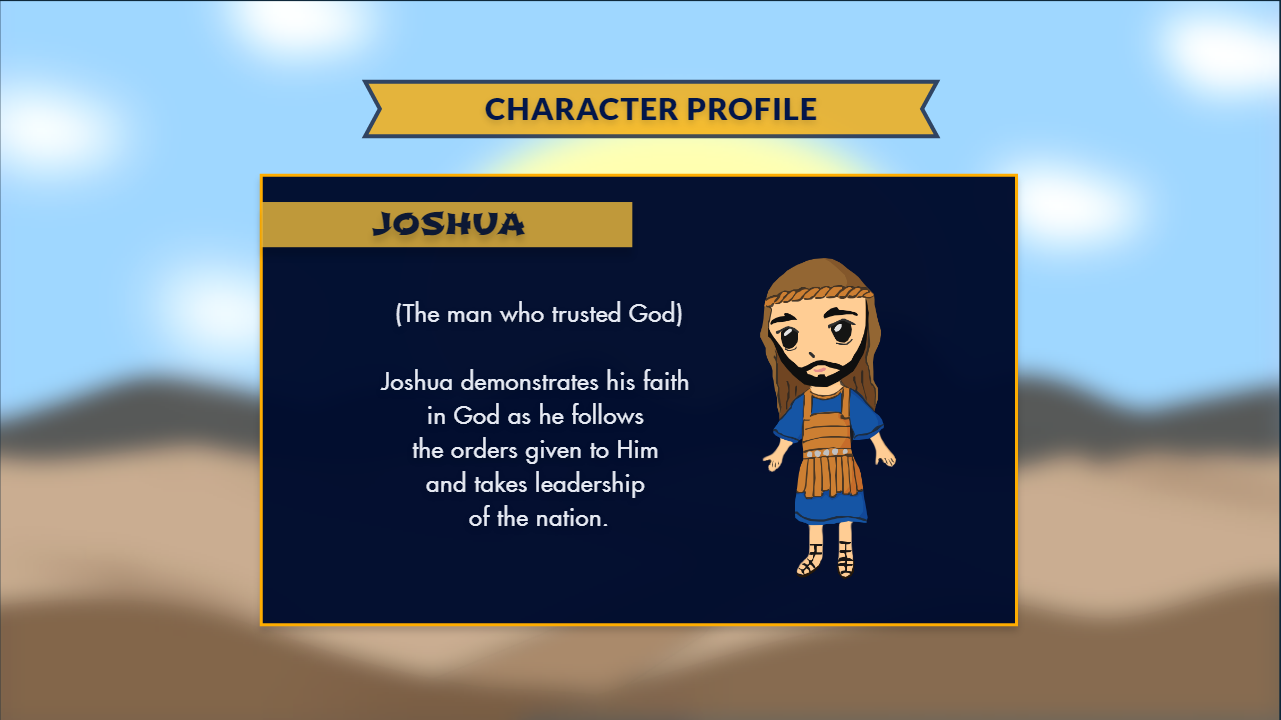 CHARACTER PROFILE
JOSHUA
(The man who trusted God)
Joshua demonstrates his faith
in God as he follows
the orders given to Him
and takes leadership
of the nation.